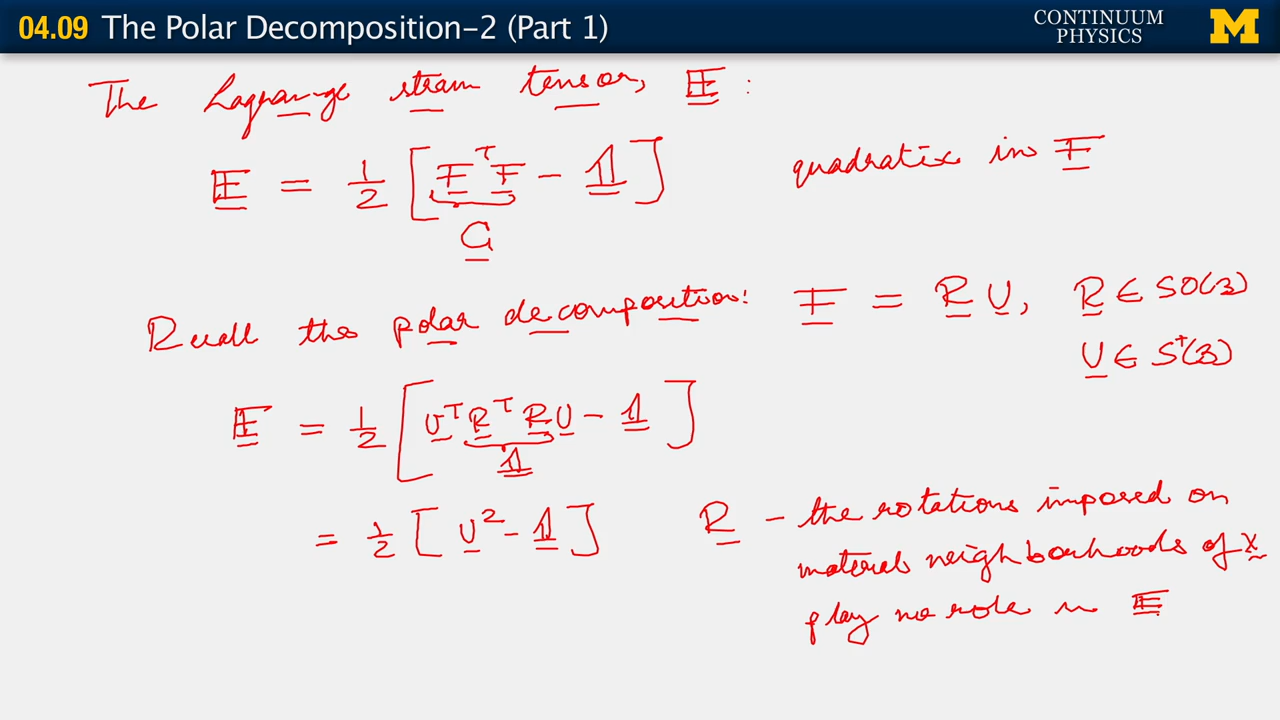 04.09 The Polar Decomposition-2 (Part 1)
CONTINUUM PHYSICS
M
The Lagrange strain tensor, E :
E = 1/2 [ F^T F - 1 ] quadratic in F
C
Recall the polar decomposition: F = R U, R ∈ SO(3)
U ∈ S^+(3)
E = 1/2 [ U^T R^T R U - 1 ]
1
= 1/2 [ U^2 - 1 ]
R - the rotations imposed on
material neighborhoods of X
play no role in E